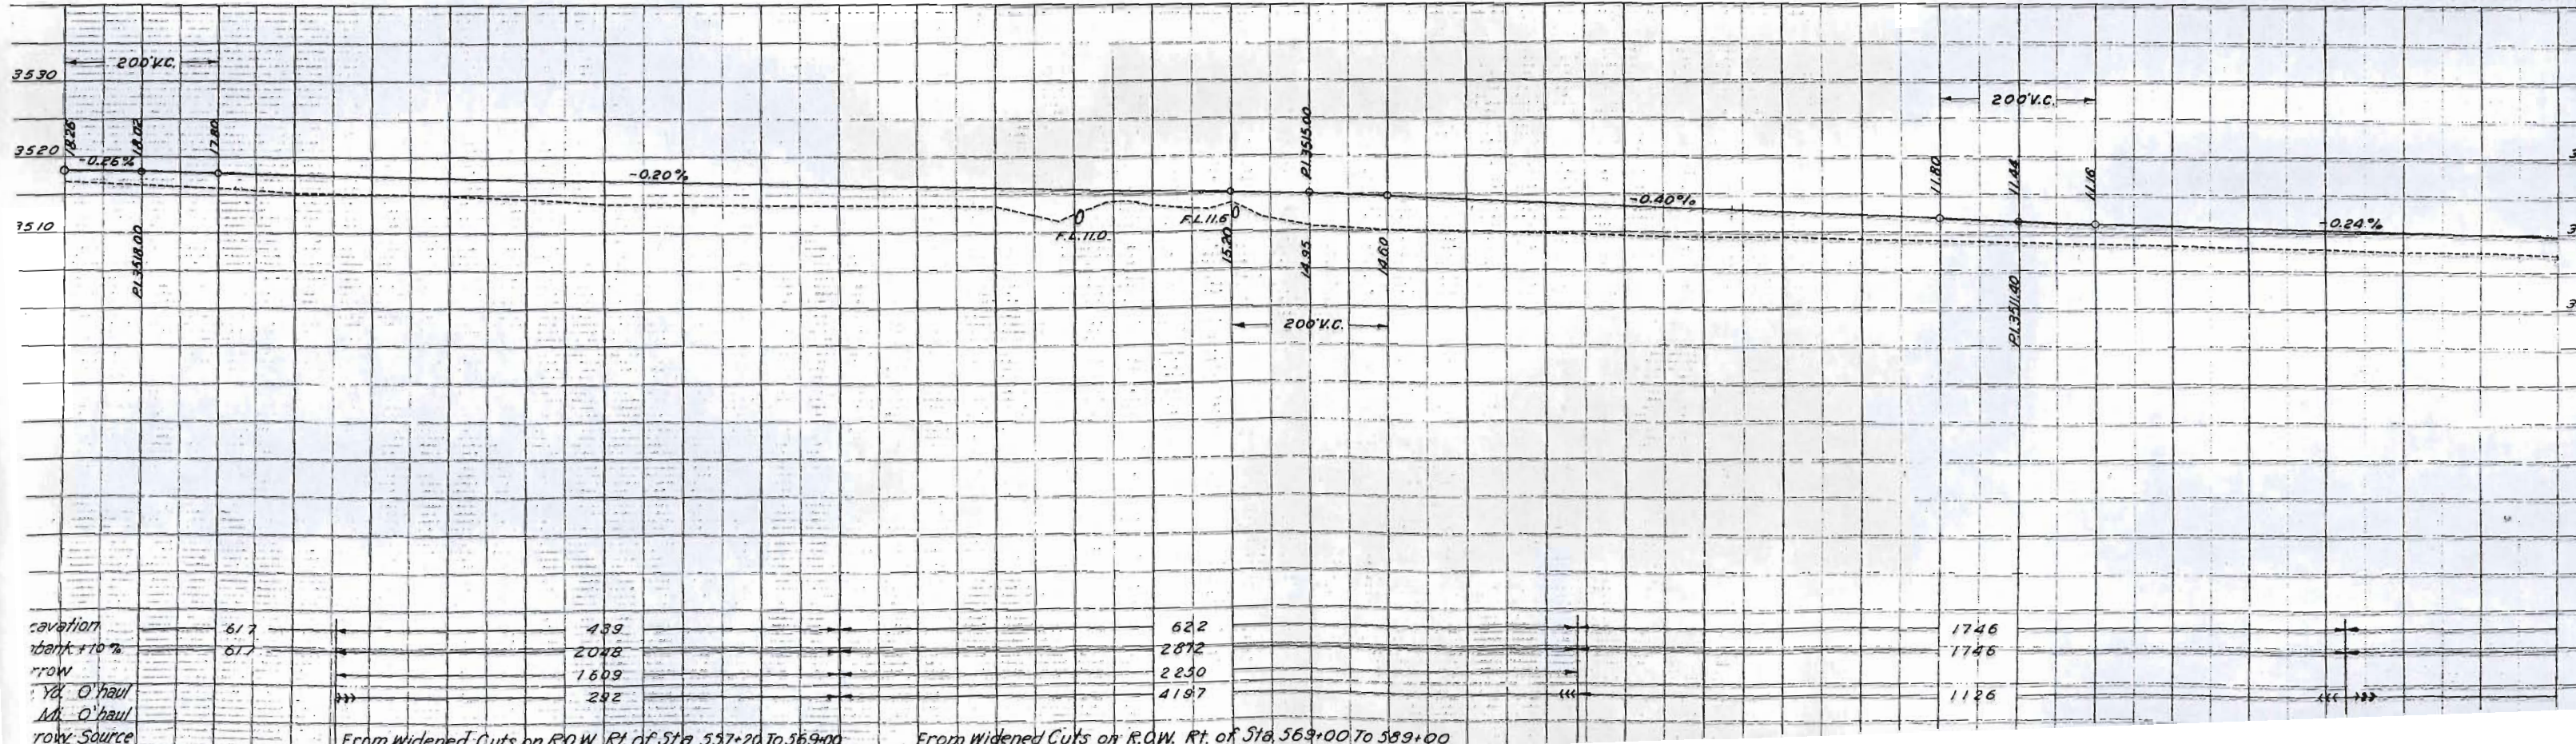 200'V.C.
3530
200'V.C.
18.26
18.02
17.80
P.I. 3515.00
3520
-0.26%
-0.20%
11.80
11.44
11.16
-0.40%
F.L. 11.6
3510
F.L. 11.0
-0.24%
P.I. 3518.00
15.20
14.95
14.60
P.I. 3511.40
200'V.C.
cavation 617 439 622 1746
bank +10% 617 2048 2872 1746
rrow 1609 2250
Yd. O'haul 292 4197 1126
Mi. O'haul
row Source From Widened Cuts on R.O.W. Rt. of Sta. 557+20 To 569+00 From Widened Cuts on R.O.W. Rt. of Sta. 569+00 To 589+00